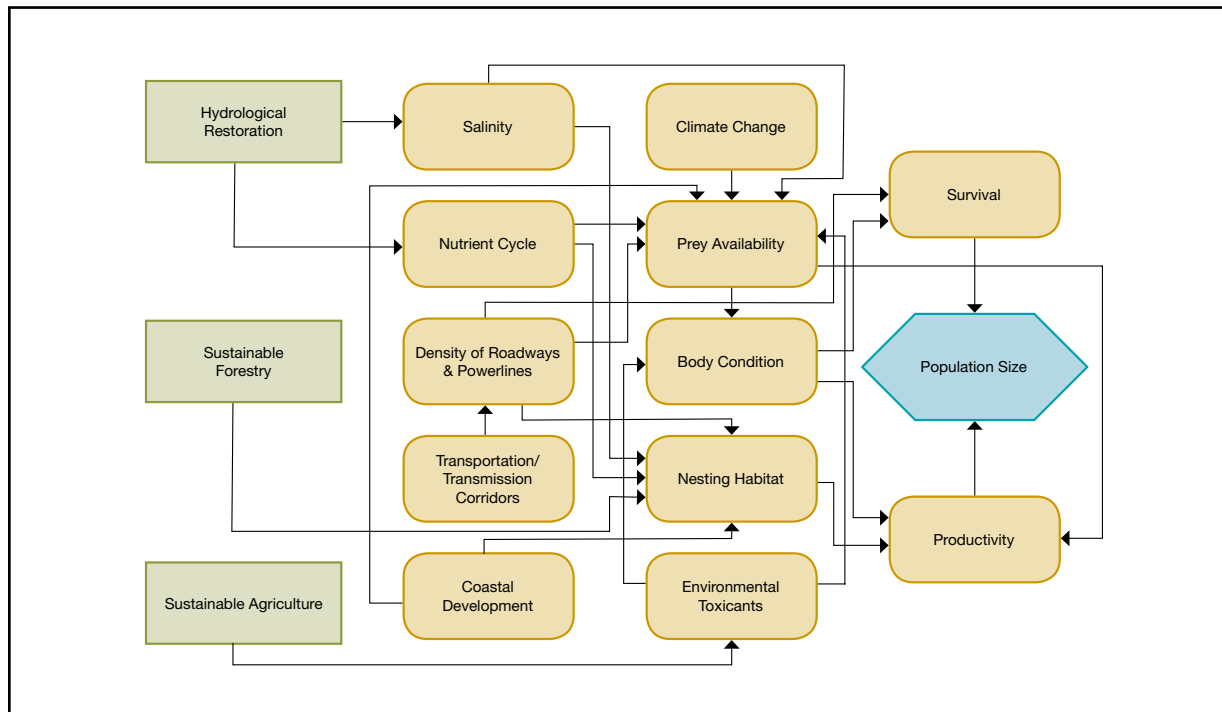 Hydrological
Restoration
Salinity
Climate Change
Survival
Nutrient Cycle
Prey Availability
Sustainable
Forestry
Density of Roadways
& Powerlines
Body Condition
Population Size
Transportation/
Transmission
Corridors
Nesting Habitat
Productivity
Sustainable Agriculture
Coastal
Development
Environmental
Toxicants